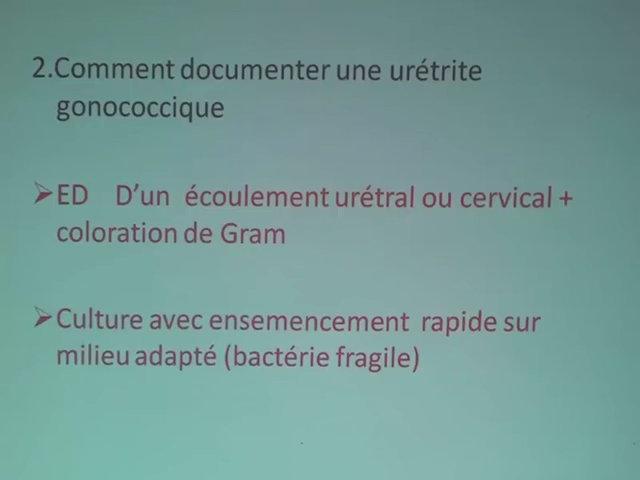 2.Comment documenter une urétrite
gonococcique
➢ED D'un écoulement urétral ou cervical +
coloration de Gram
➢Culture avec ensemencement rapide sur
milieu adapté (bactérie fragile)